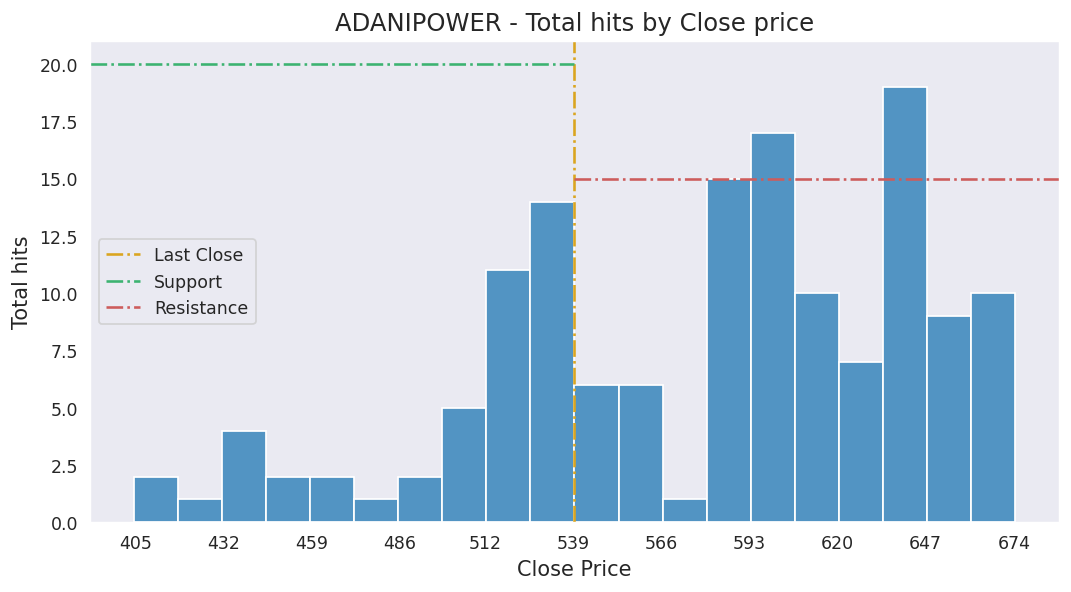 ADANIPOWER - Total hits by Close price
Total hits
20.0
17.5
15.0
12.5
10.0
7.5
5.0
2.5
0.0
Last Close
Support
Resistance
405 432 459 486 512 539 566 593 620 647 674
Close Price